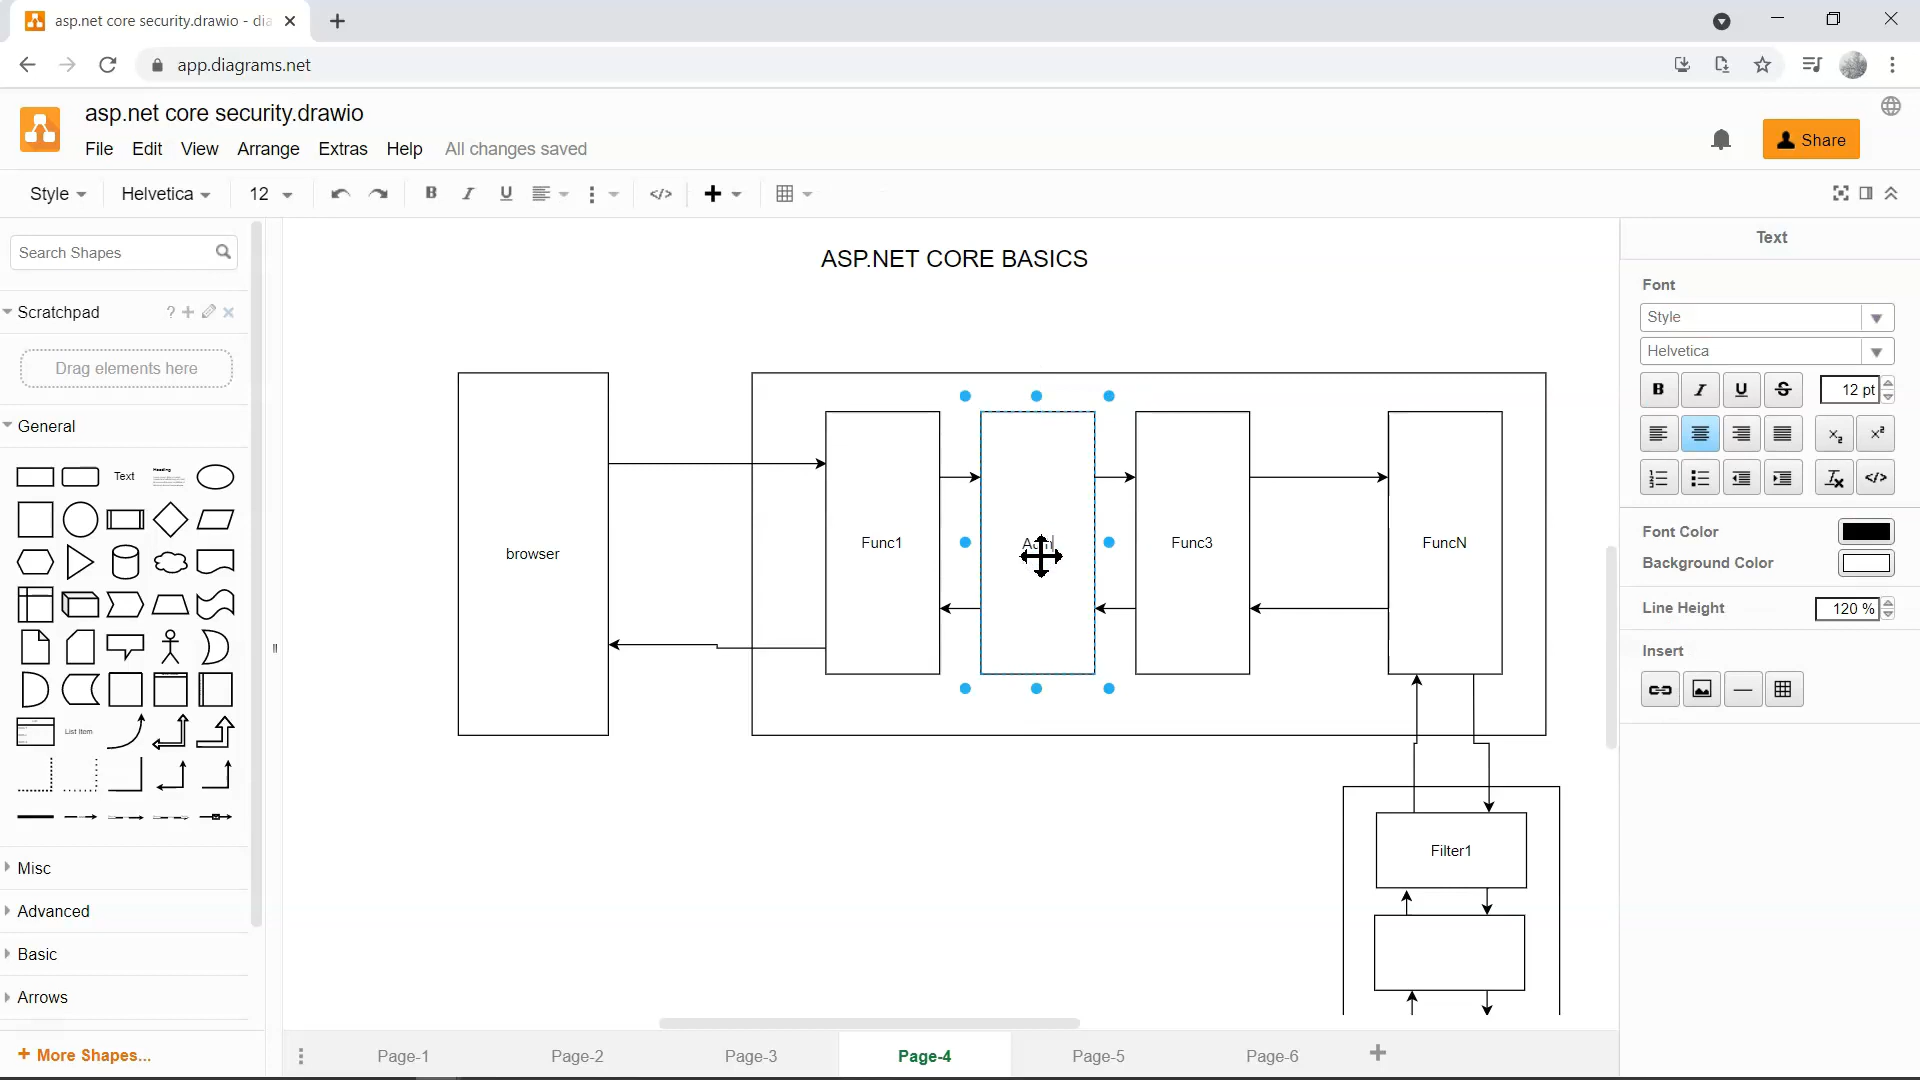 asp.net core security.drawio - dia
app.diagrams.net
asp.net core security.drawio
File Edit View Arrange Extras Help All changes saved
Share
Style Helvetica 12 B I U </>
Search Shapes
Scratchpad ?
Drag elements here
General
Text Heading
List Item
Misc
Advanced
Basic
Arrows
+ More Shapes...
ASP.NET CORE BASICS
browser
Func1
Func3
FuncN
Filter1
Page-1 Page-2 Page-3 Page-4 Page-5 Page-6
Text
Font
Style
Helvetica
B I U S 12 pt
Font Color
Background Color
Line Height 120 %
Insert